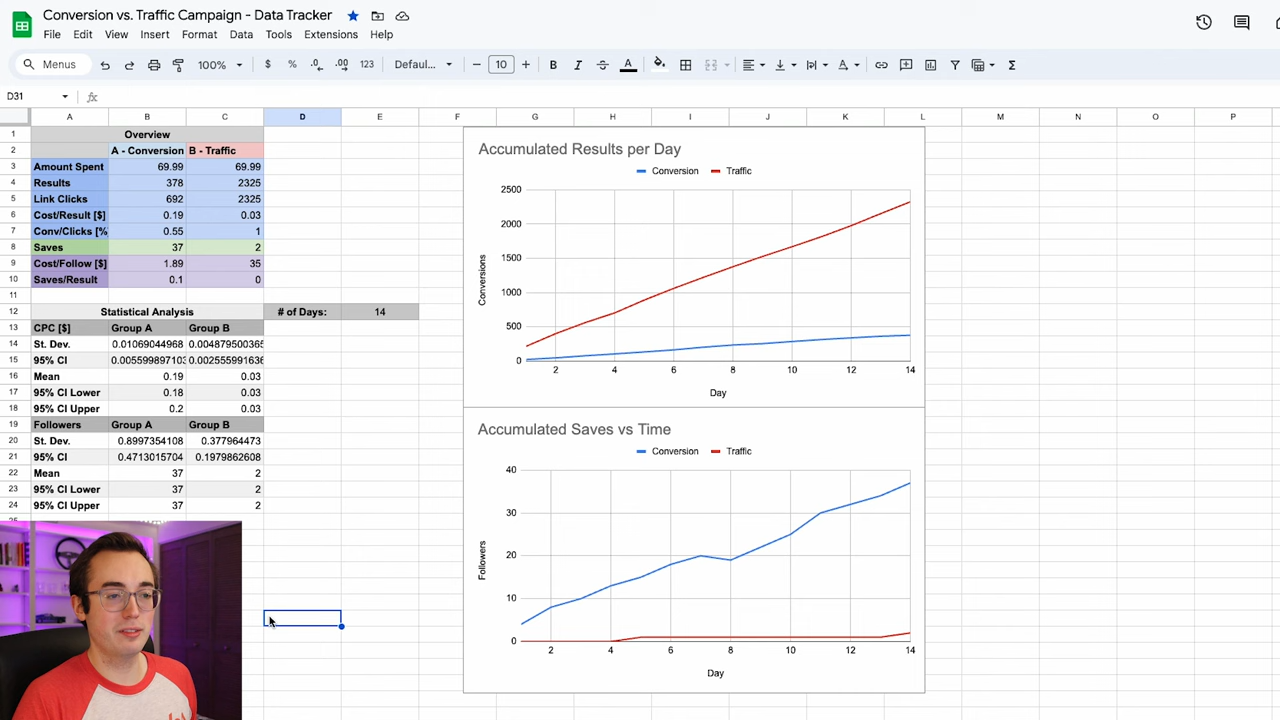 Conversion vs. Traffic Campaign - Data Tracker
File Edit View Insert Format Data Tools Extensions Help
Menus 100% $ % .0 .00 123 Defaul... - 10 + B I A Σ
D31 fx
A B C D E F G H I J K L M N O P
1 Overview
2 A - Conversion B - Traffic
3 Amount Spent 69.99 69.99
4 Results 378 2325
5 Link Clicks 692 2325
6 Cost/Result [$] 0.19 0.03
7 Conv/Clicks [% 0.55 1
8 Saves 37 2
9 Cost/Follow [$] 1.89 35
10 Saves/Result 0.1 0
11
12 Statistical Analysis # of Days: 14
13 CPC [$] Group A Group B
14 St. Dev. 0.01069044968 0.004879500365
15 95% CI 0.005599897103 0.002555991636
16 Mean 0.19 0.03
17 95% CI Lower 0.18 0.03
18 95% CI Upper 0.2 0.03
19 Followers Group A Group B
20 St. Dev. 0.8997354108 0.377964473
21 95% CI 0.4713015704 0.1979862608
22 Mean 37 2
23 95% CI Lower 37 2
24 95% CI Upper 37 2
Accumulated Results per Day
Conversion Traffic
2500
2000
1500
1000
500
0
Conversions
2 4 6 8 10 12 14
Day
Accumulated Saves vs Time
Conversion Traffic
40
30
20
10
0
Followers
2 4 6 8 10 12 14
Day